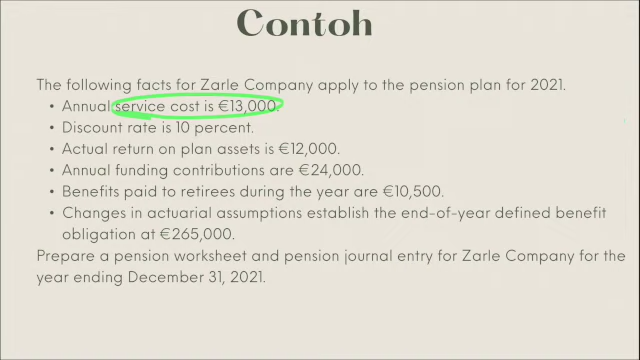 Contoh
The following facts for Zarle Company apply to the pension plan for 2021.
• Annual service cost is €13,000.
• Discount rate is 10 percent.
• Actual return on plan assets is €12,000.
• Annual funding contributions are €24,000.
• Benefits paid to retirees during the year are €10,500.
• Changes in actuarial assumptions establish the end-of-year defined benefit
obligation at €265,000.
Prepare a pension worksheet and pension journal entry for Zarle Company for the
year ending December 31, 2021.